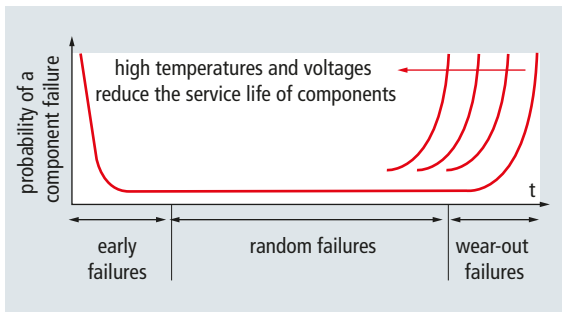 probability of a
component failure
high temperatures and voltages
reduce the service life of components
t
early
failures
random failures
wear-out
failures